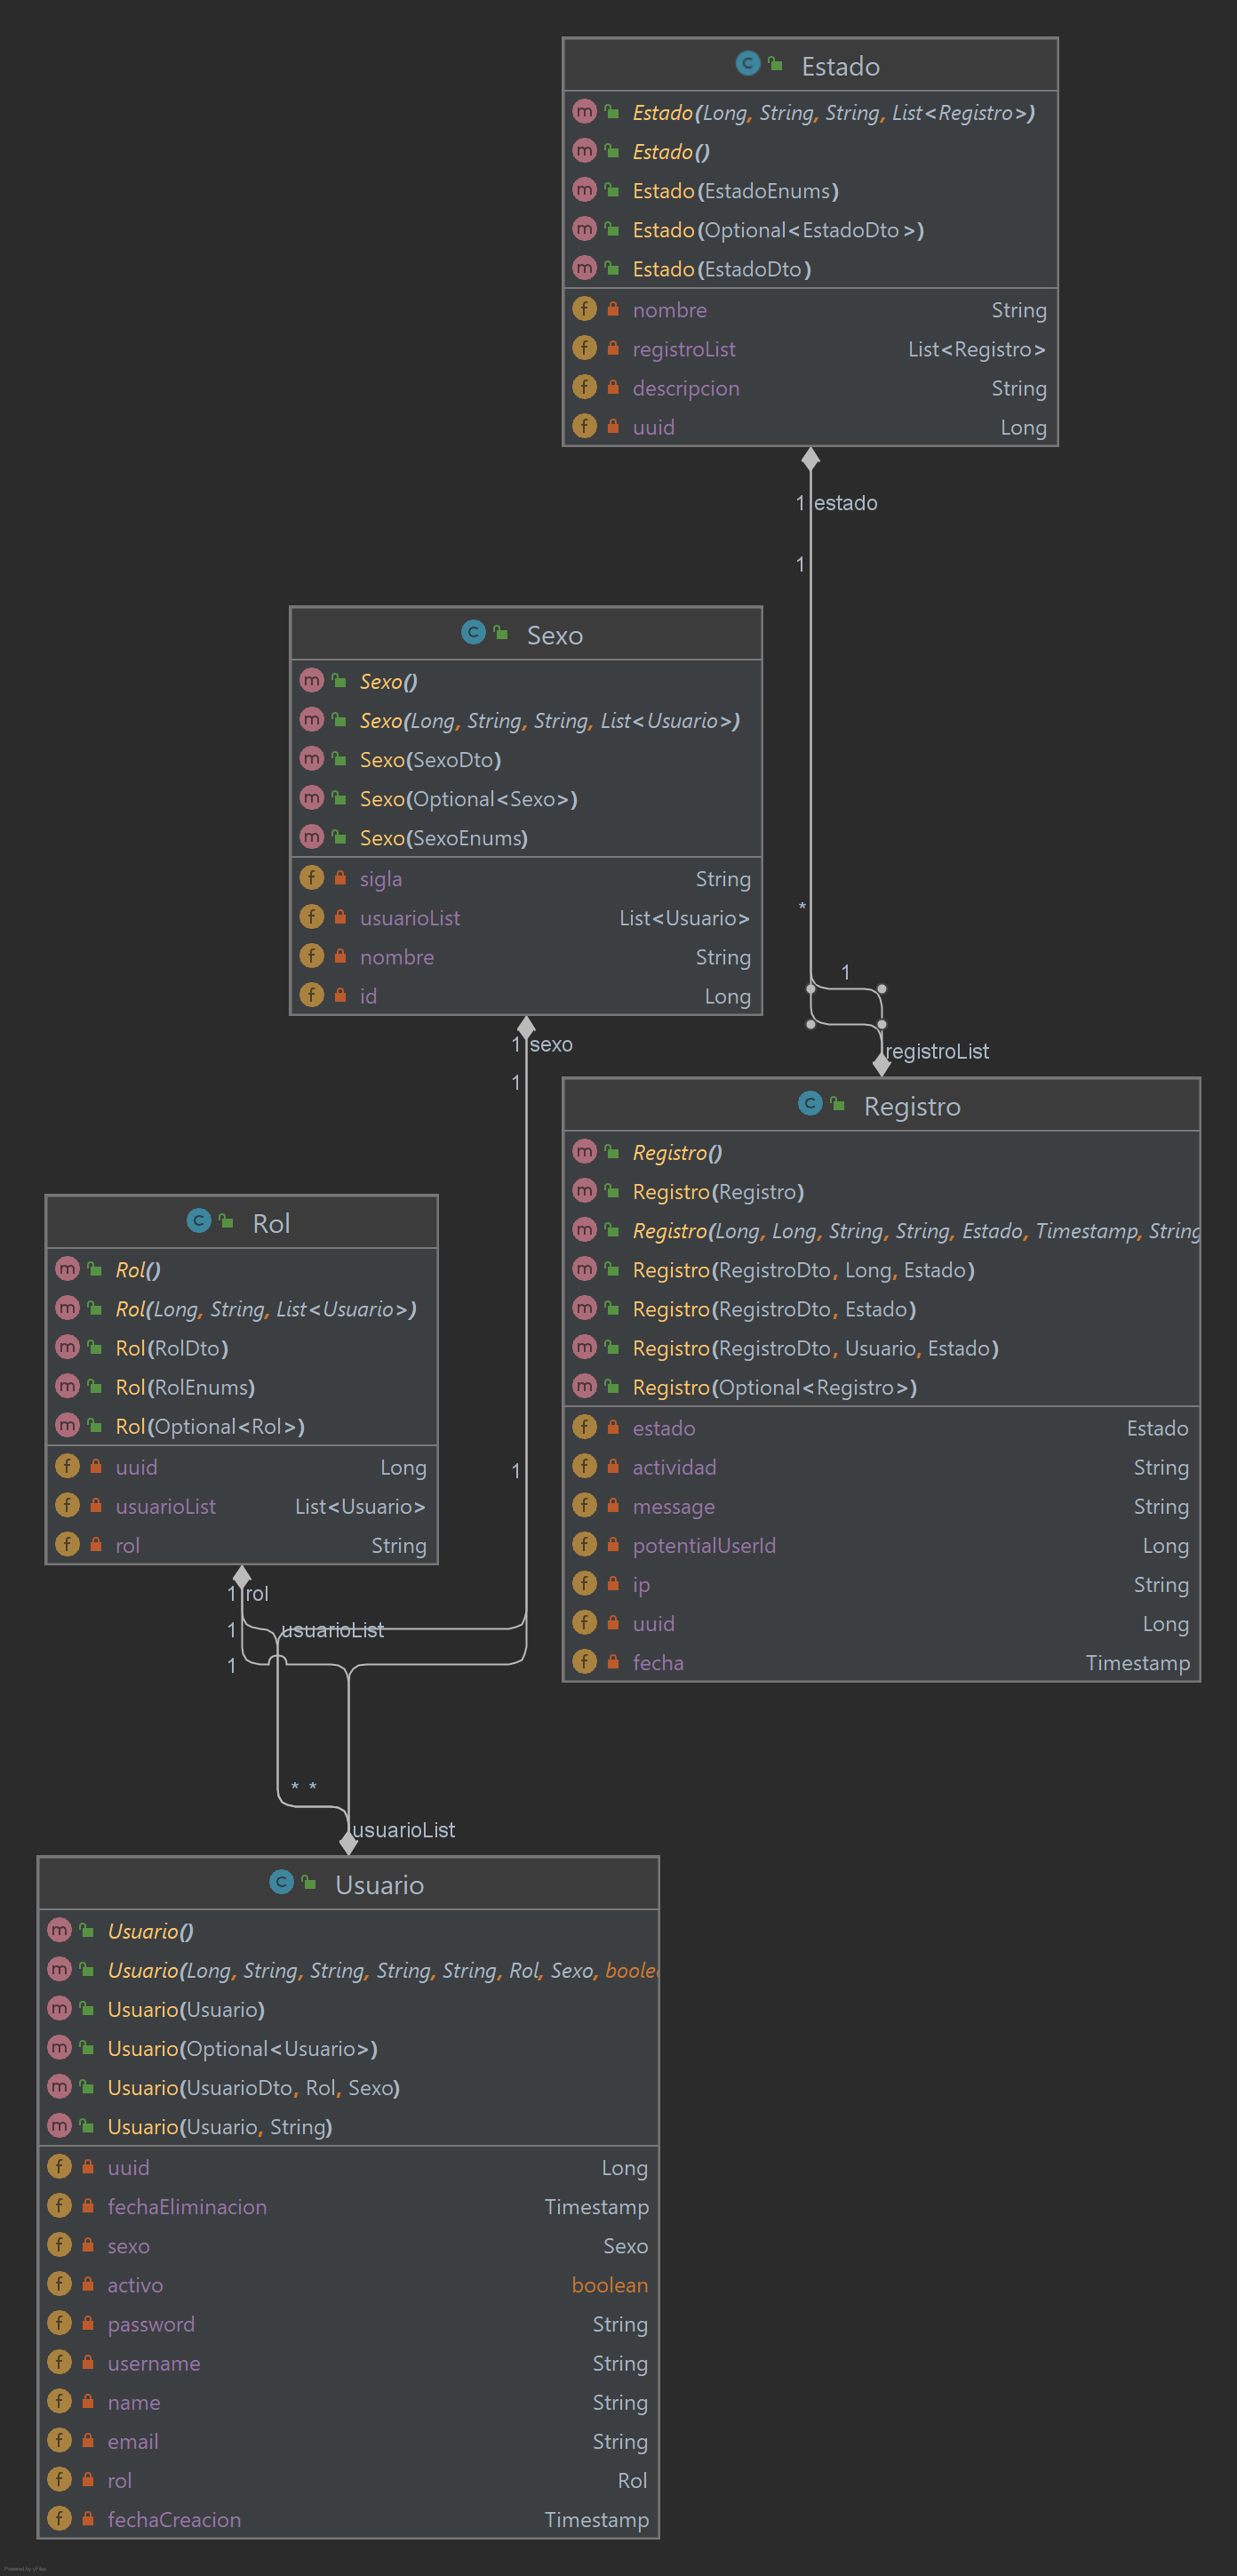 Estado
Estado(Long, String, String, List<Registro>)
Estado()
Estado(EstadoEnums)
Estado(Optional<EstadoDto>)
Estado(EstadoDto)
nombre String
registroList List<Registro>
descripcion String
uuid Long
1 estado
1
Sexo
Sexo()
Sexo(Long, String, String, List<Usuario>)
Sexo(SexoDto)
Sexo(Optional<Sexo>)
Sexo(SexoEnums)
sigla String
usuarioList List<Usuario>
nombre String
id Long
*
1
1 sexo
1
registroList
Registro
Registro()
Registro(Registro)
Registro(Long, Long, String, String, Estado, Timestamp, String
Registro(RegistroDto, Long, Estado)
Registro(RegistroDto, Estado)
Registro(RegistroDto, Usuario, Estado)
Registro(Optional<Registro>)
estado Estado
actividad String
message String
potentialUserId Long
ip String
uuid Long
fecha Timestamp
Rol
Rol()
Rol(Long, String, List<Usuario>)
Rol(RolDto)
Rol(RolEnums)
Rol(Optional<Rol>)
uuid Long
usuarioList List<Usuario>
rol String
1
1 rol
1 usuarioList
1
* *
usuarioList
Usuario
Usuario()
Usuario(Long, String, String, String, String, Rol, Sexo, boole
Usuario(Usuario)
Usuario(Optional<Usuario>)
Usuario(UsuarioDto, Rol, Sexo)
Usuario(Usuario, String)
uuid Long
fechaEliminacion Timestamp
sexo Sexo
activo boolean
password String
username String
name String
email String
rol Rol
fechaCreacion Timestamp
Powered by yFiles